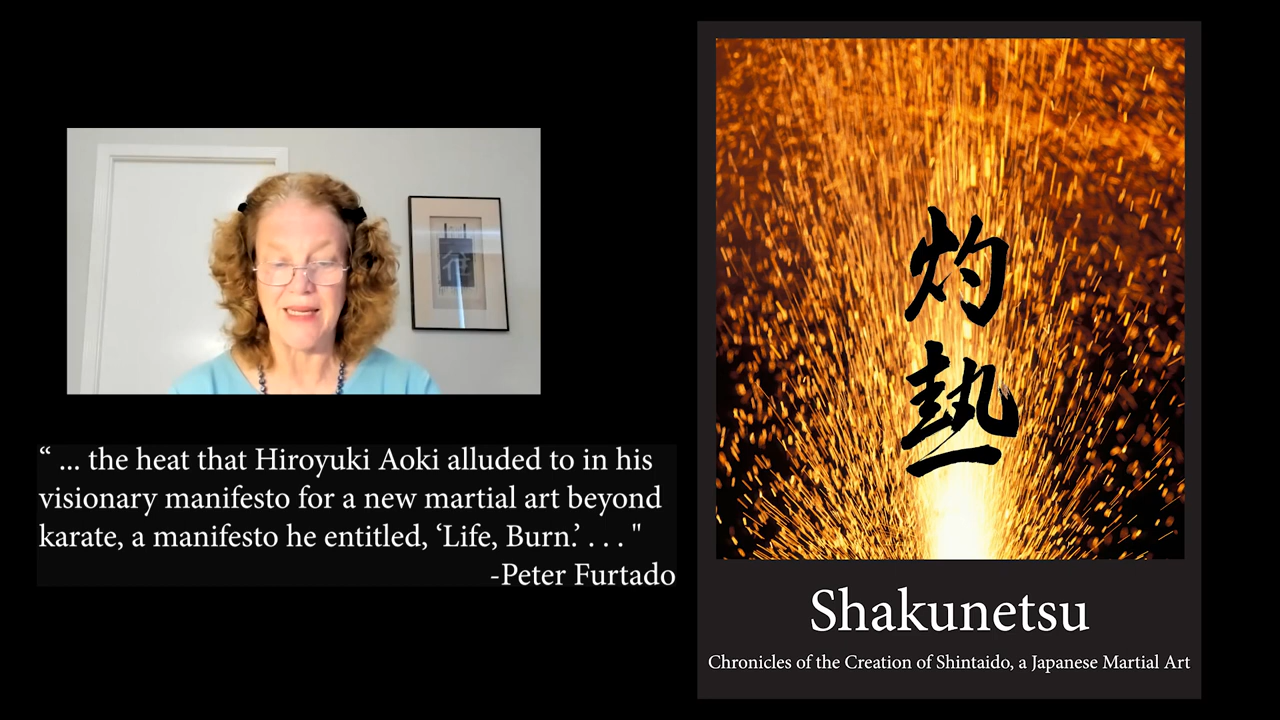 “ ... the heat that Hiroyuki Aoki alluded to in his
visionary manifesto for a new martial art beyond
karate, a manifesto he entitled, ‘Life, Burn.’ . . . "
-Peter Furtado
灼
熱
Shakunetsu
Chronicles of the Creation of Shintaido, a Japanese Martial Art